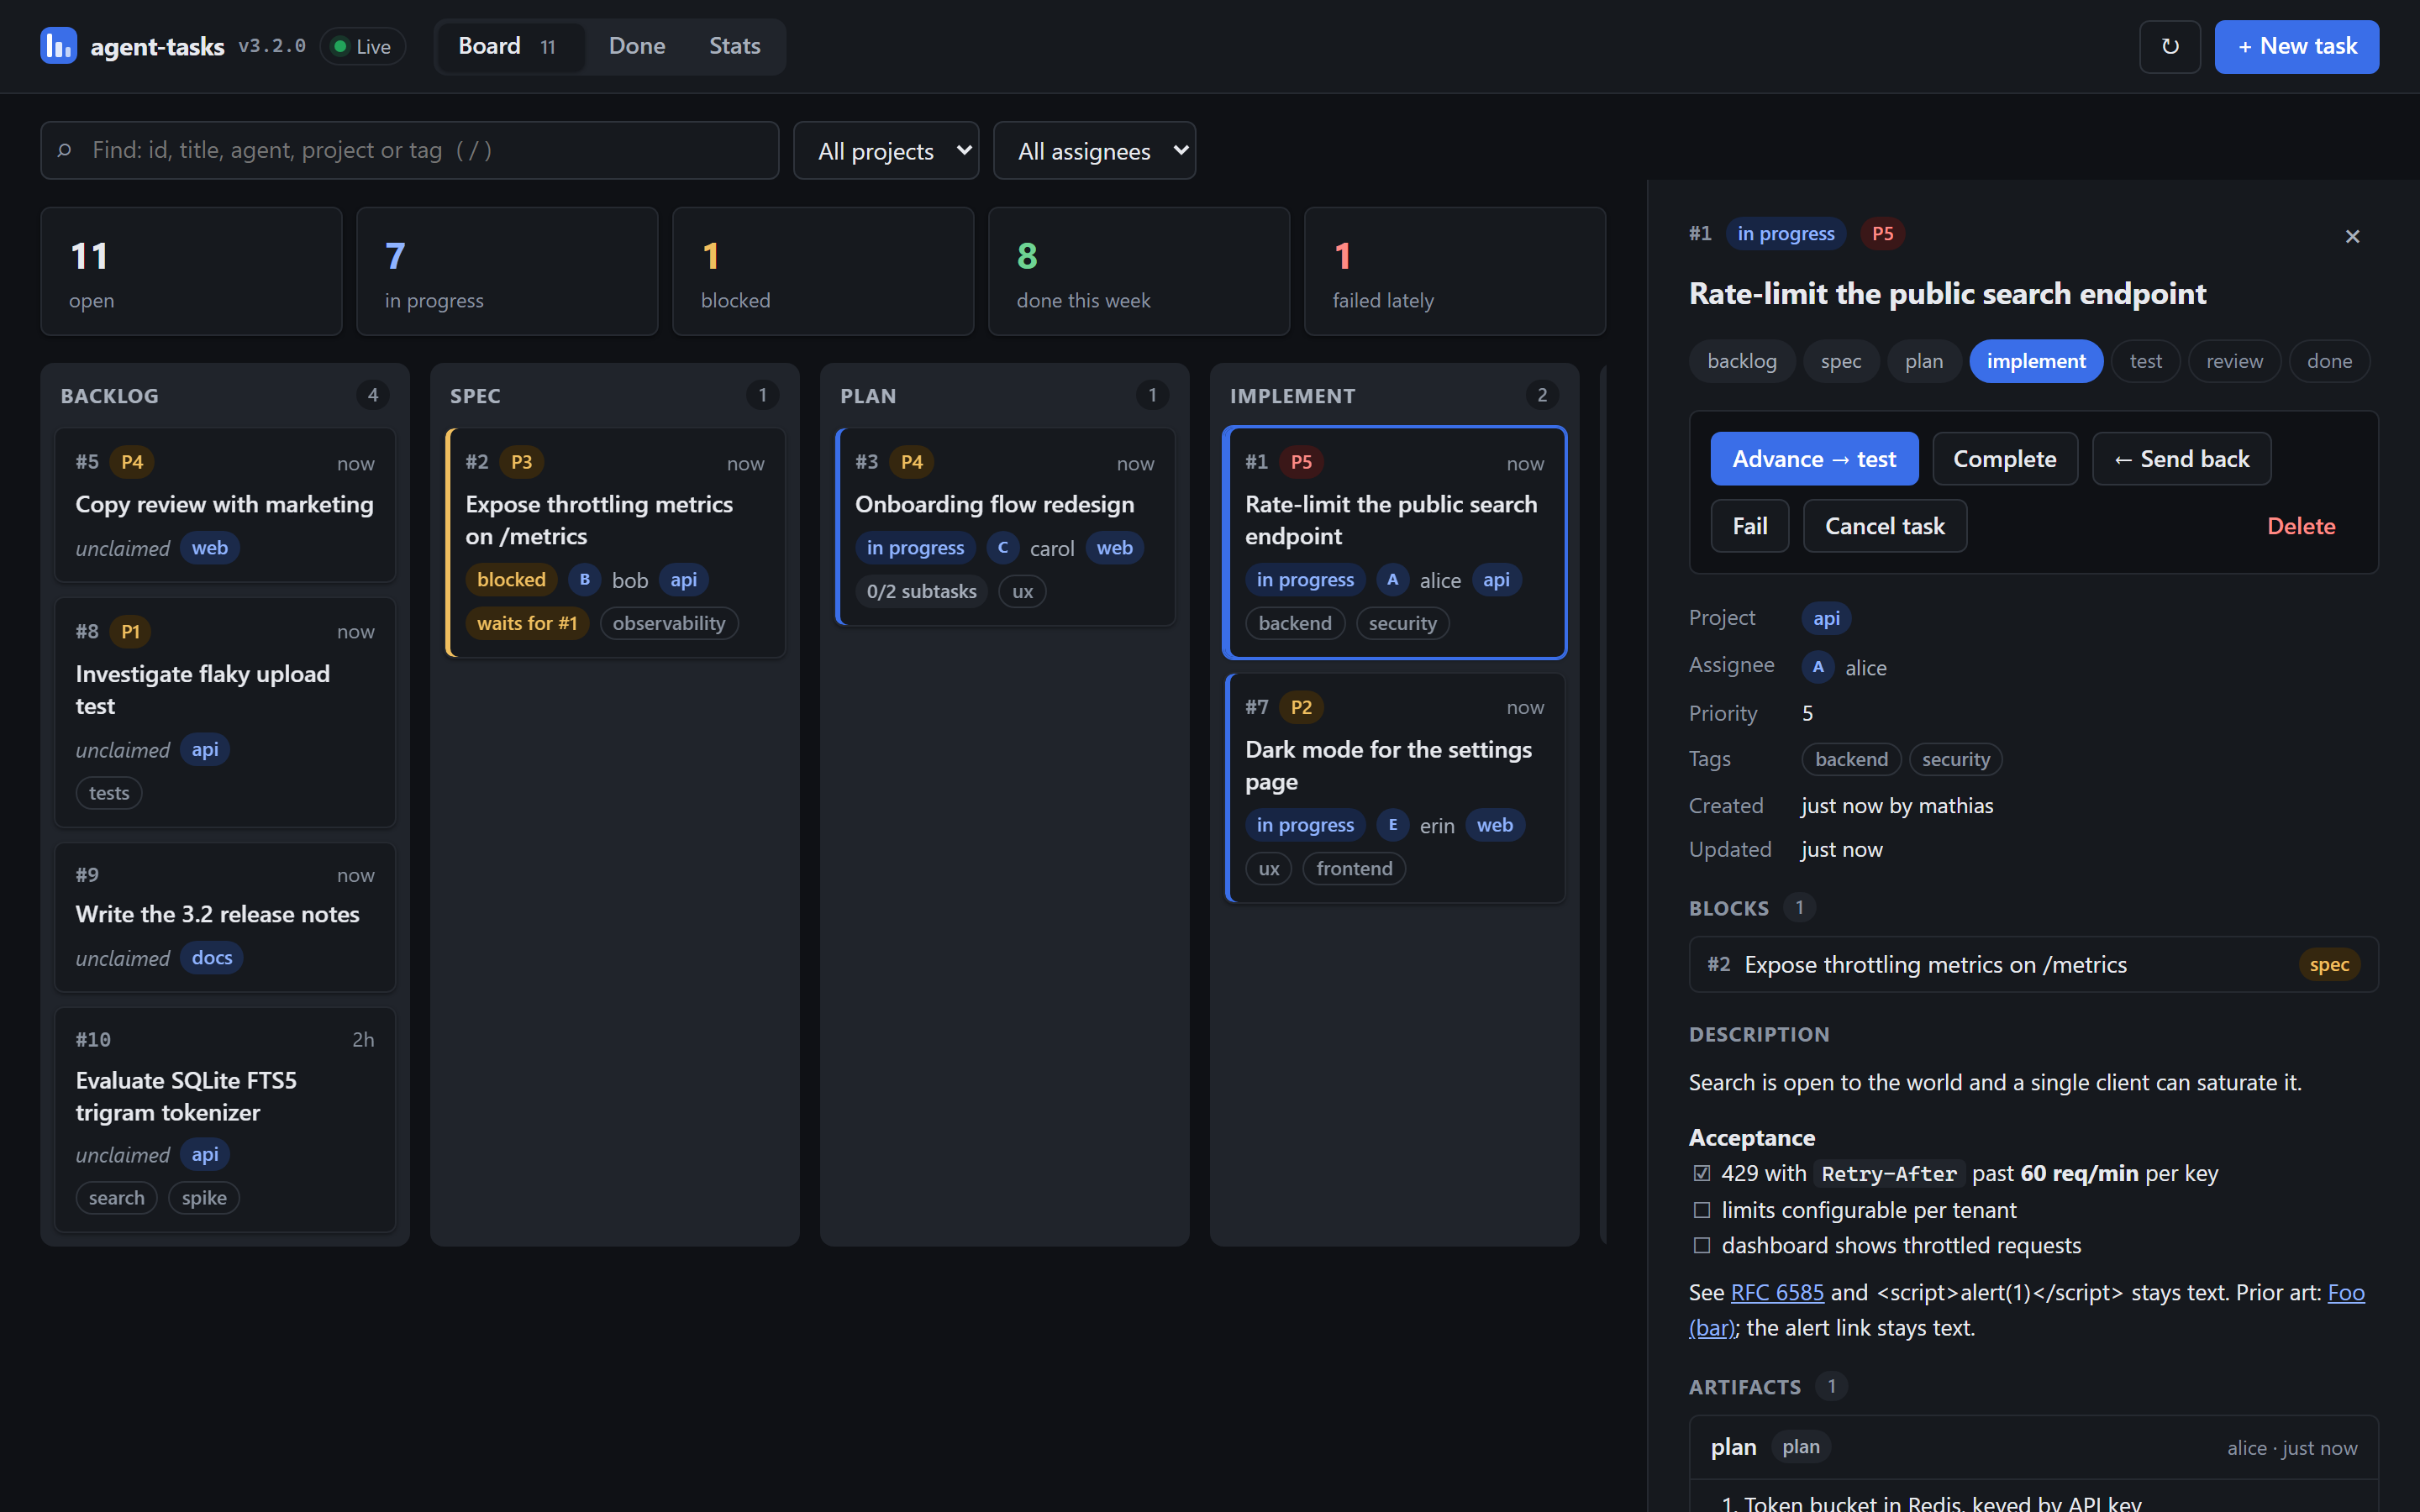 agent-tasks v3.2.0 Live Board 11 Done Stats ↻ + New task
Find: id, title, agent, project or tag ( / ) All projects All assignees
11
open
7
in progress
1
blocked
8
done this week
1
failed lately
BACKLOG 4
#5 P4 now
Copy review with marketing
unclaimed web
#8 P1 now
Investigate flaky upload
test
unclaimed api
tests
#9 now
Write the 3.2 release notes
unclaimed docs
#10 2h
Evaluate SQLite FTS5
trigram tokenizer
unclaimed api
search spike
SPEC 1
#2 P3 now
Expose throttling metrics
on /metrics
blocked B bob api
waits for #1 observability
PLAN 1
#3 P4 now
Onboarding flow redesign
in progress C carol web
0/2 subtasks ux
IMPLEMENT 2
#1 P5 now
Rate-limit the public search
endpoint
in progress A alice api
backend security
#7 P2 now
Dark mode for the settings
page
in progress E erin web
ux frontend
#1 in progress P5 ×
Rate-limit the public search endpoint
backlog spec plan implement test review done
Advance → test Complete ← Send back
Fail Cancel task Delete
Project api
Assignee A alice
Priority 5
Tags backend security
Created just now by mathias
Updated just now
BLOCKS 1
#2 Expose throttling metrics on /metrics spec
DESCRIPTION
Search is open to the world and a single client can saturate it.
Acceptance
☑ 429 with Retry-After past 60 req/min per key
☐ limits configurable per tenant
☐ dashboard shows throttled requests
See RFC 6585 and <script>alert(1)</script> stays text. Prior art: Foo
(bar); the alert link stays text.
ARTIFACTS 1
plan plan alice · just now
1. Token bucket in Redis, keyed by API key